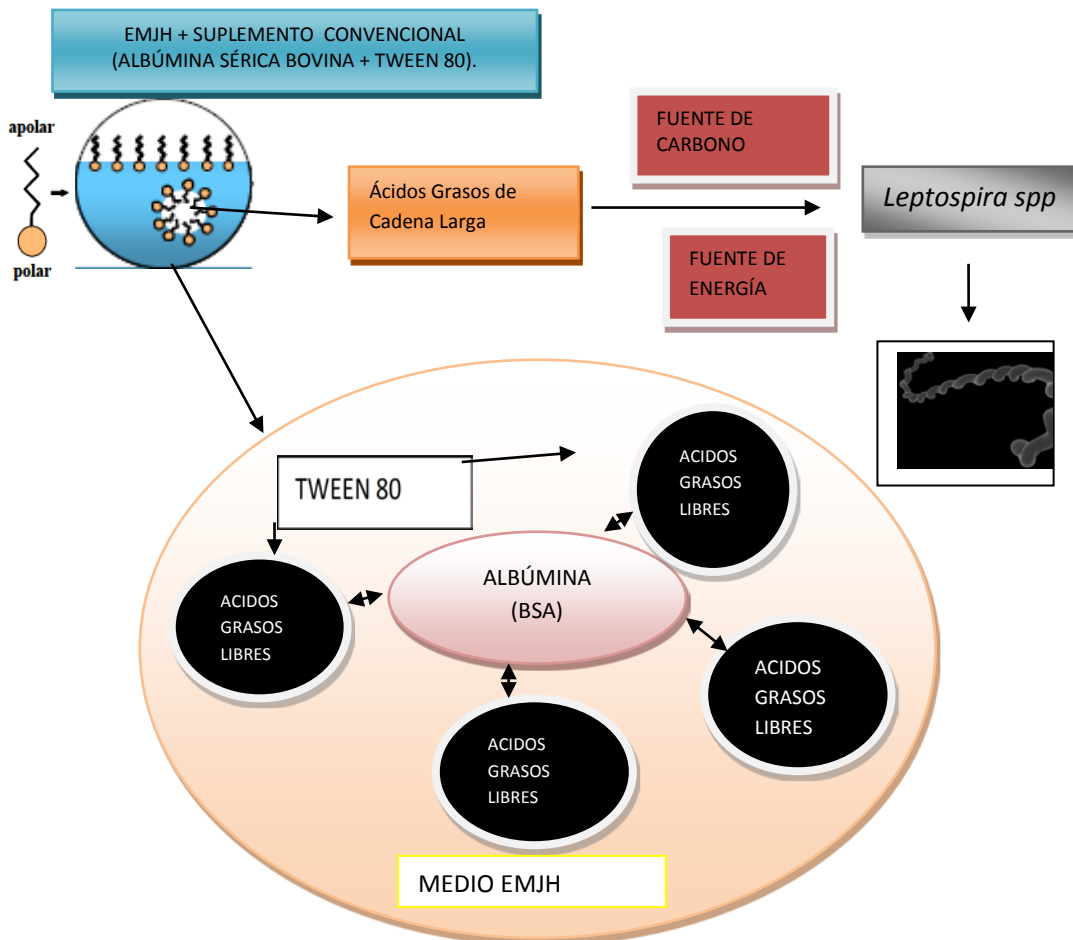 EMJH + SUPLEMENTO CONVENCIONAL
(ALBÚMINA SÉRICA BOVINA + TWEEN 80).
apolar
polar
Ácidos Grasos de
Cadena Larga
FUENTE DE
CARBONO
FUENTE DE
ENERGÍA
Leptospira spp
TWEEN 80
ACIDOS
GRASOS
LIBRES
ALBÚMINA
(BSA)
ACIDOS
GRASOS
LIBRES
ACIDOS
GRASOS
LIBRES
ACIDOS
GRASOS
LIBRES
MEDIO EMJH